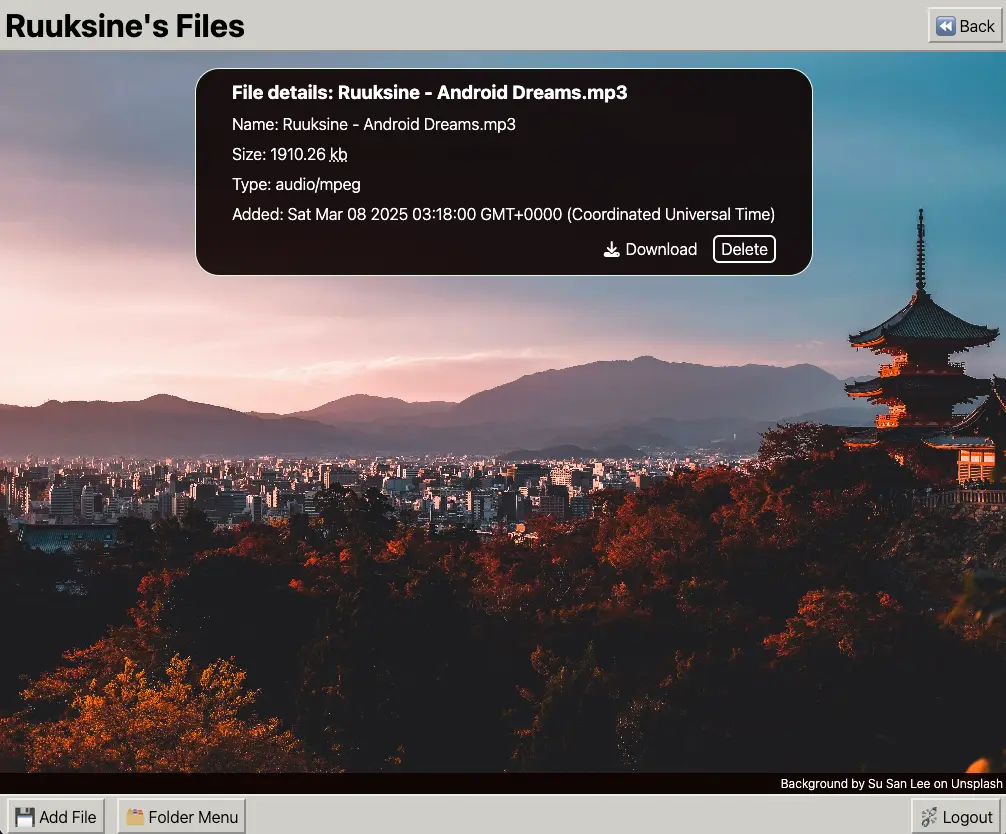 Ruuksine's Files
Back
File details: Ruuksine - Android Dreams.mp3
Name: Ruuksine - Android Dreams.mp3
Size: 1910.26 kb
Type: audio/mpeg
Added: Sat Mar 08 2025 03:18:00 GMT+0000 (Coordinated Universal Time)
Download Delete
Background by Su San Lee on Unsplash
Add File Folder Menu Logout